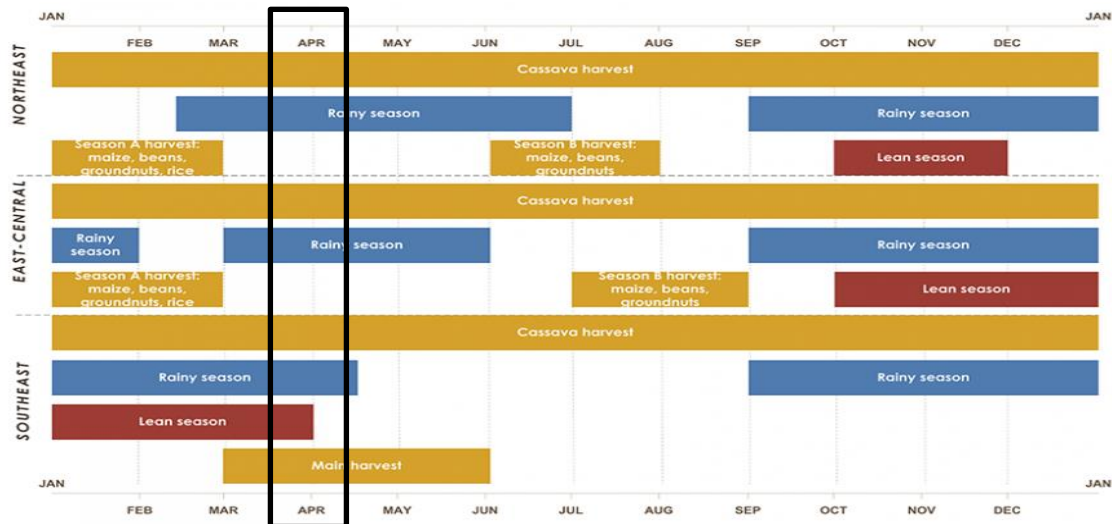 JAN JAN
FEB MAR APR MAY JUN JUL AUG SEP OCT NOV DEC
NORTHEAST
Cassava harvest
Rainy season Rainy season
Season A harvest:
maize, beans,
groundnuts, rice
Season B harvest:
maize, beans,
groundnuts
Lean season
EAST-CENTRAL
Cassava harvest
Rainy
season
Rainy season Rainy season
Season A harvest:
maize, beans,
groundnuts, rice
Season B harvest:
maize, beans,
groundnuts
Lean season
SOUTHEAST
Cassava harvest
Rainy season Rainy season
Lean season
Main harvest
JAN JAN
FEB MAR APR MAY JUN JUL AUG SEP OCT NOV DEC